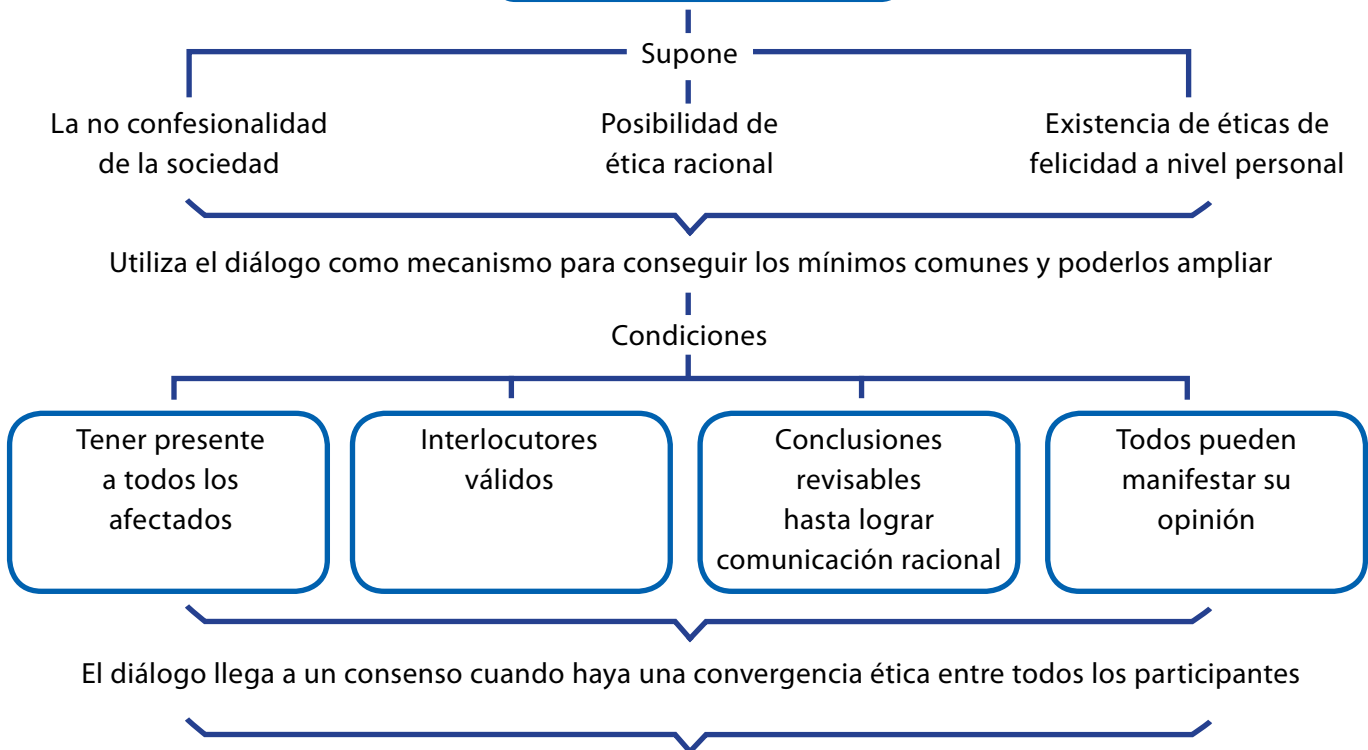 Supone
La no confesionalidad
de la sociedad
Posibilidad de
ética racional
Existencia de éticas de
felicidad a nivel personal
Utiliza el diálogo como mecanismo para conseguir los mínimos comunes y poderlos ampliar
Condiciones
Tener presente
a todos los
afectados
Interlocutores
válidos
Conclusiones
revisables
hasta lograr
comunicación racional
Todos pueden
manifestar su
opinión
El diálogo llega a un consenso cuando haya una convergencia ética entre todos los participantes